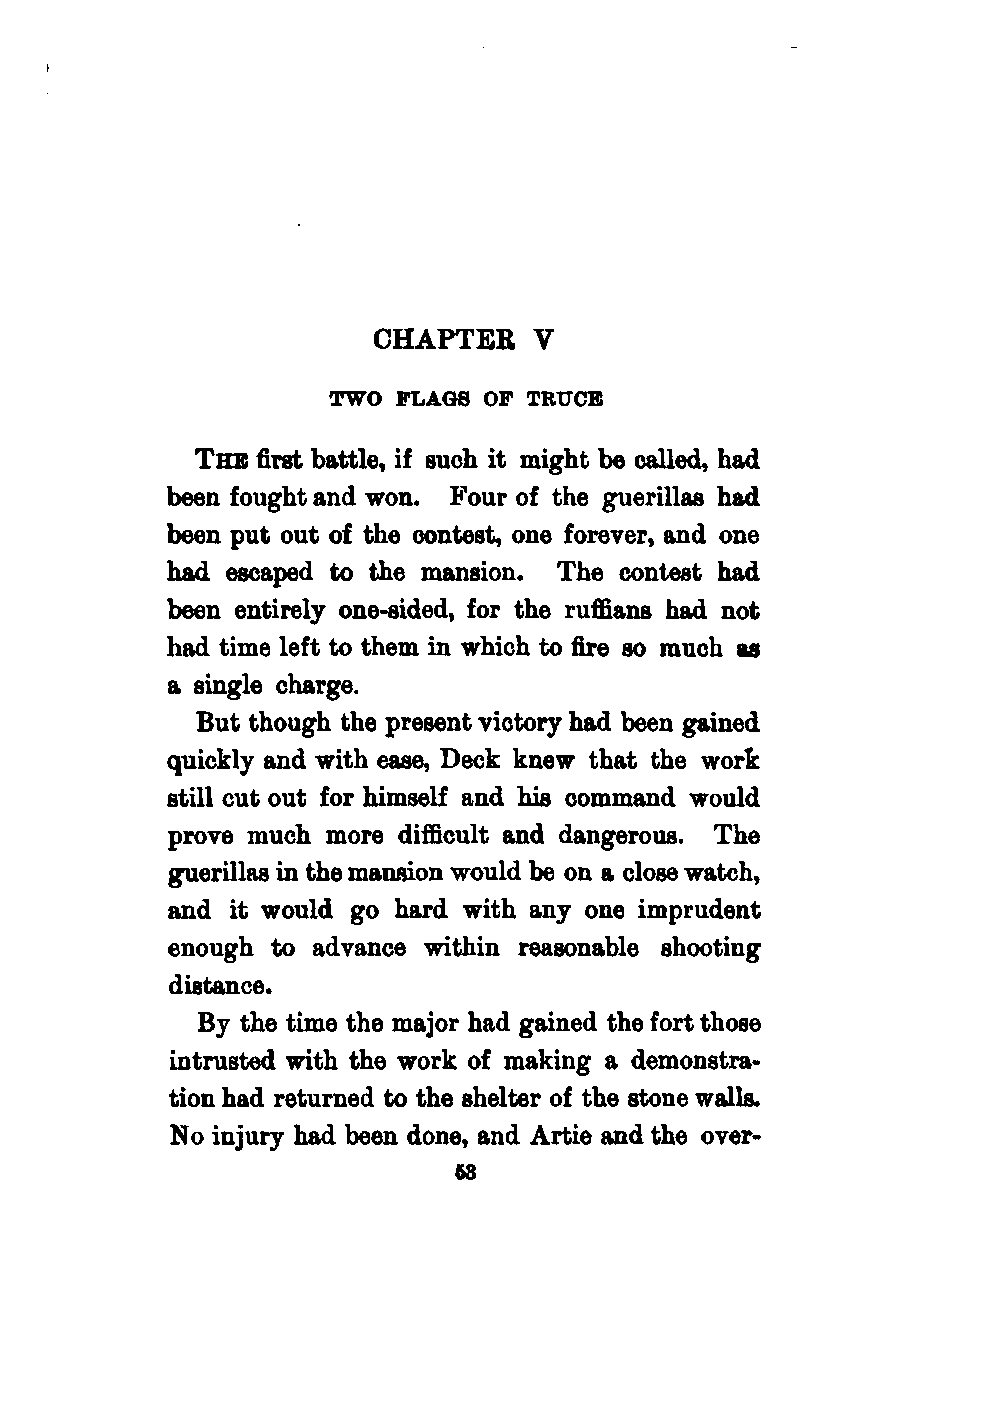 CHAPTER V
TWO FLAGS OF TRUCE
THE first battle, if such it might be called, had
been fought and won. Four of the guerillas had
been put out of the contest, one forever, and one
had escaped to the mansion. The contest had
been entirely one-sided, for the ruffians had not
had time left to them in which to fire so much as
a single charge.
But though the present victory had been gained
quickly and with ease, Deck knew that the work
still cut out for himself and his command would
prove much more difficult and dangerous. The
guerillas in the mansion would be on a close watch,
and it would go hard with any one imprudent
enough to advance within reasonable shooting
distance.
By the time the major had gained the fort those
intrusted with the work of making a demonstra-
tion had returned to the shelter of the stone walls.
No injury had been done, and Artie and the over-
53